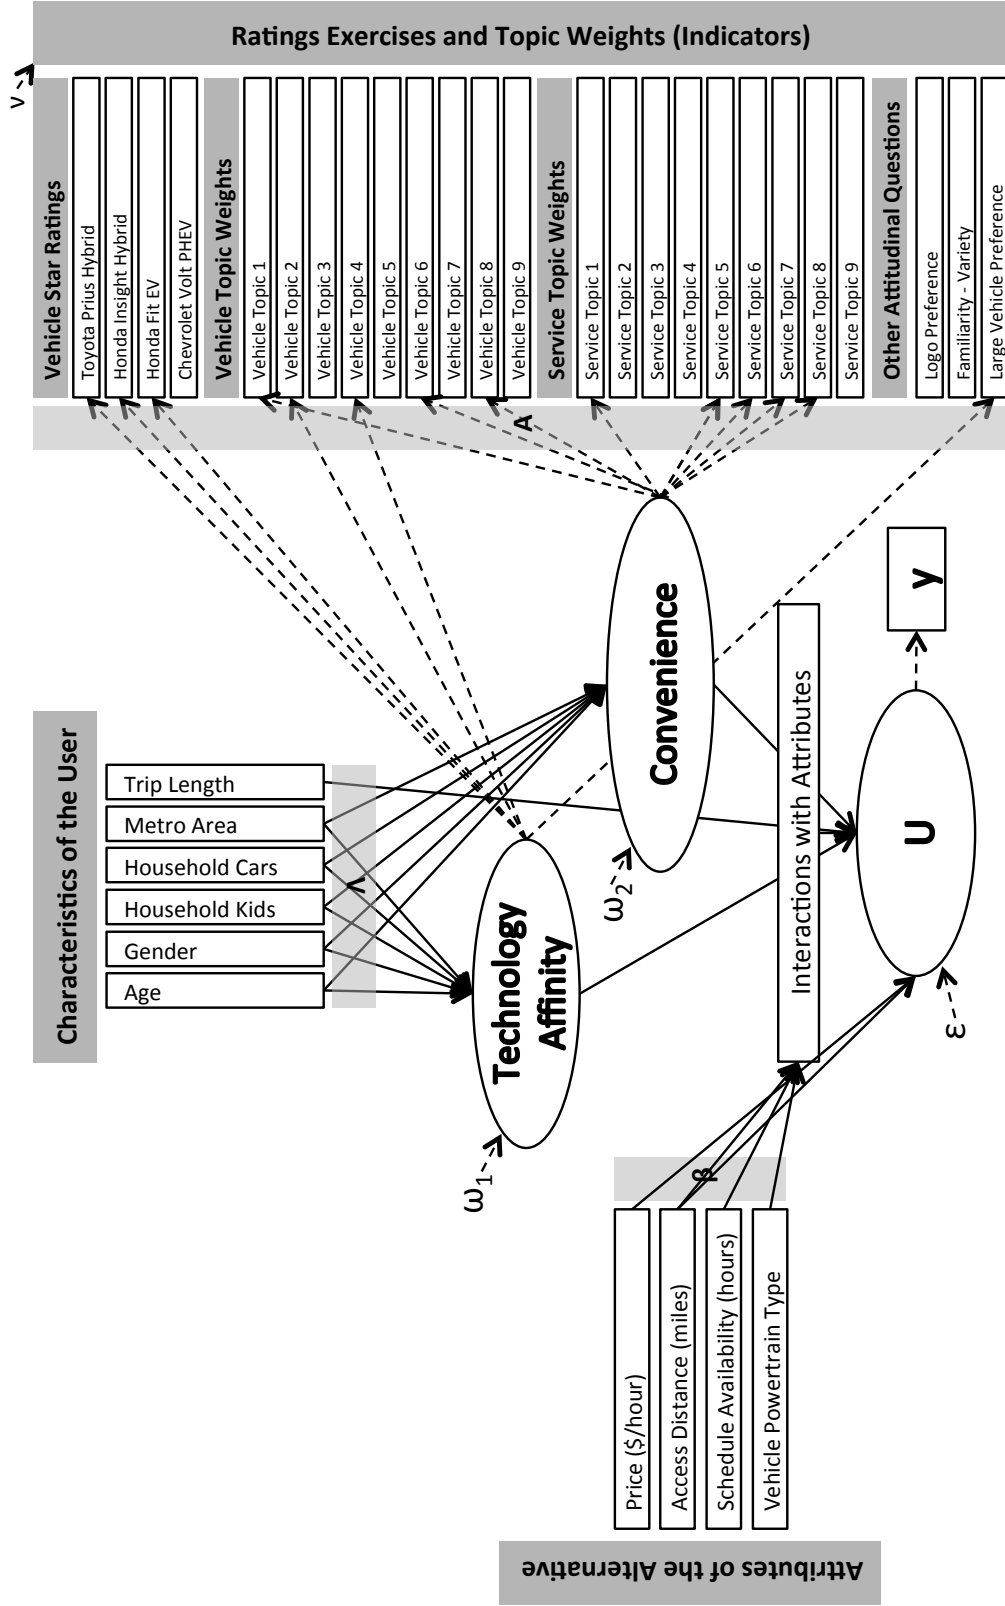 Characteristics of the User
Age
Gender
Household Kids
Household Cars
Metro Area
Trip Length
γ
Attributes of the Alternative
Price ($/hour)
Access Distance (miles)
Schedule Availability (hours)
Vehicle Powertrain Type
β
ω1
Technology
Affinity
ω2
Convenience
Interactions with Attributes
ε
U
y
Λ
Vehicle Star Ratings
Toyota Prius Hybrid
Honda Insight Hybrid
Honda Fit EV
Chevrolet Volt PHEV
Vehicle Topic Weights
Vehicle Topic 1
Vehicle Topic 2
Vehicle Topic 3
Vehicle Topic 4
Vehicle Topic 5
Vehicle Topic 6
Vehicle Topic 7
Vehicle Topic 8
Vehicle Topic 9
Service Topic Weights
Service Topic 1
Service Topic 2
Service Topic 3
Service Topic 4
Service Topic 5
Service Topic 6
Service Topic 7
Service Topic 8
Service Topic 9
Other Attitudinal Questions
Logo Preference
Familiarity - Variety
Large Vehicle Preference
ν
Ratings Exercises and Topic Weights (Indicators)